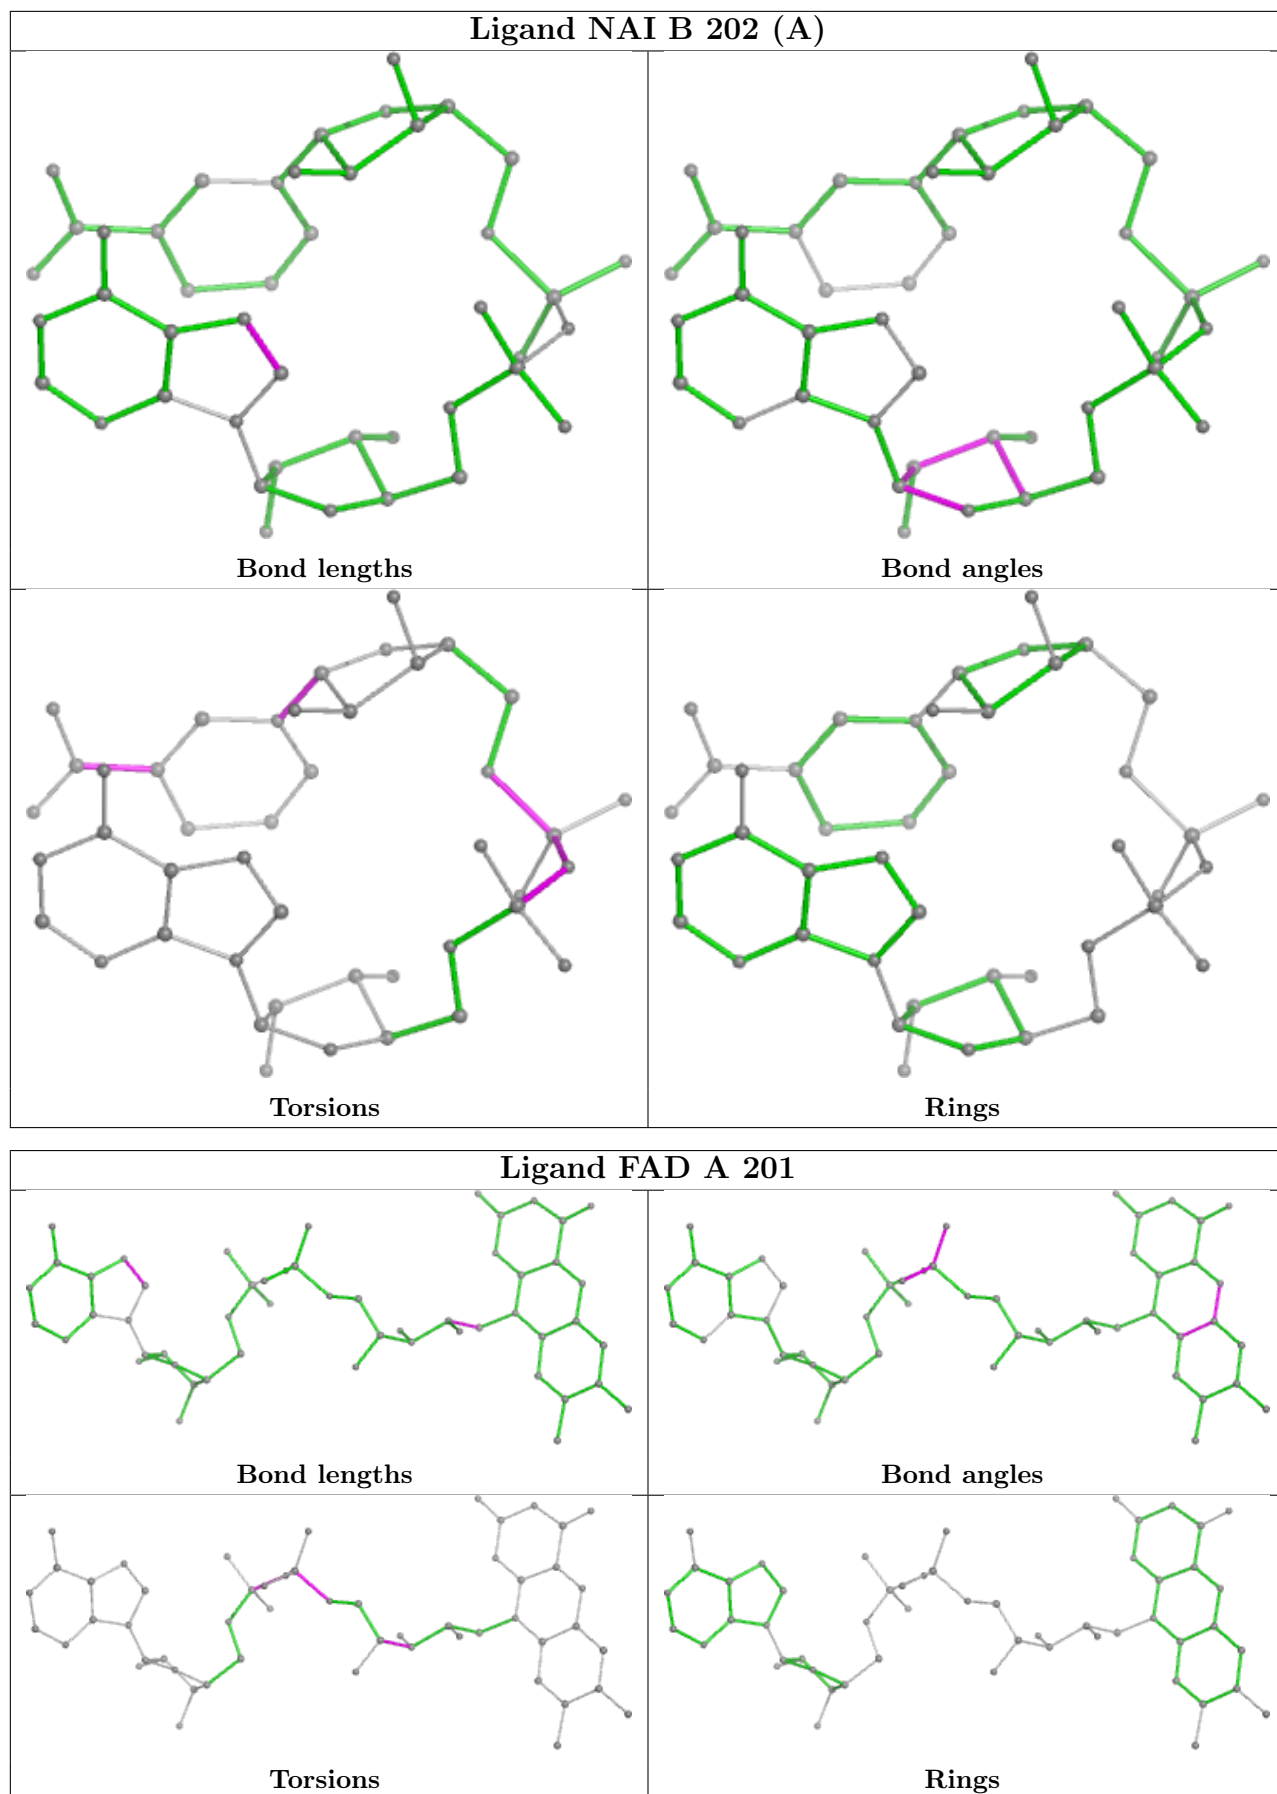 Ligand NAI B 202 (A)
Bond lengths
Bond angles
Torsions
Rings
Ligand FAD A 201
Bond lengths
Bond angles
Torsions
Rings